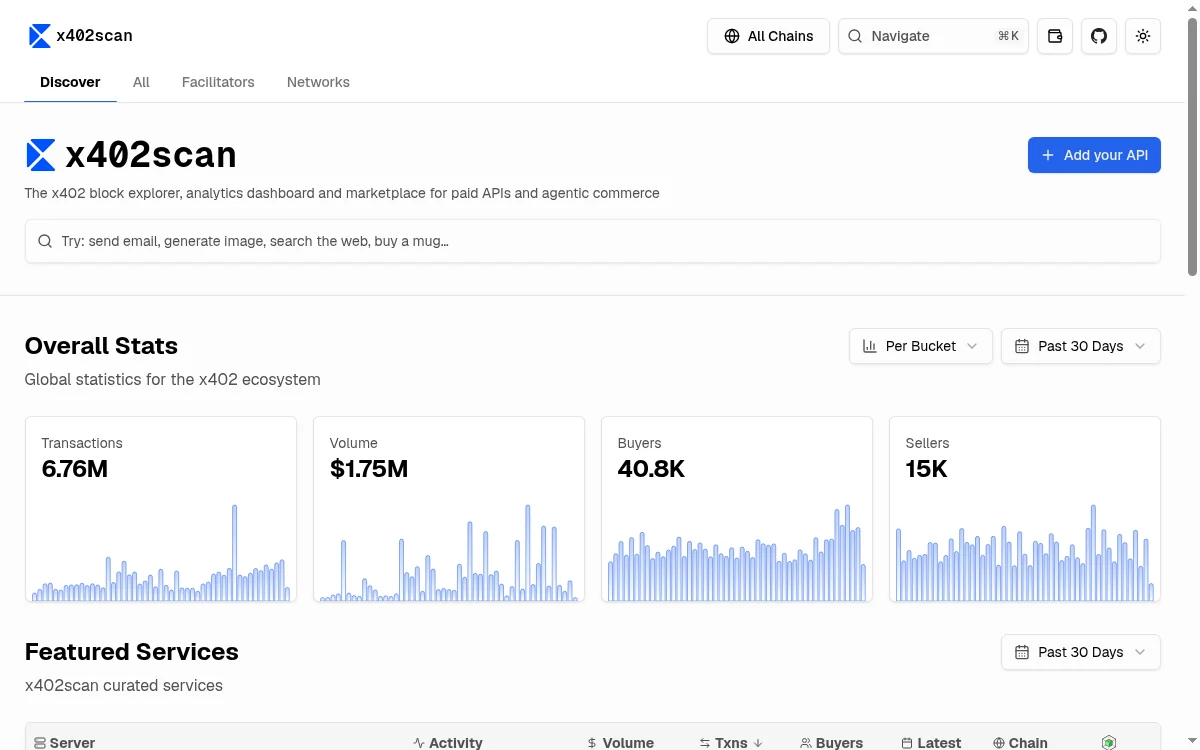 x402scan
All Chains
Navigate
⌘K
Discover
All
Facilitators
Networks
x402scan
Add your API
The x402 block explorer, analytics dashboard and marketplace for paid APIs and agentic commerce
Try: send email, generate image, search the web, buy a mug…
Overall Stats
Per Bucket
Past 30 Days
Global statistics for the x402 ecosystem
Transactions
6.76M
Volume
$1.75M
Buyers
40.8K
Sellers
15K
Featured Services
Past 30 Days
x402scan curated services
Server
Activity
Volume
Txns
Buyers
Latest
Chain